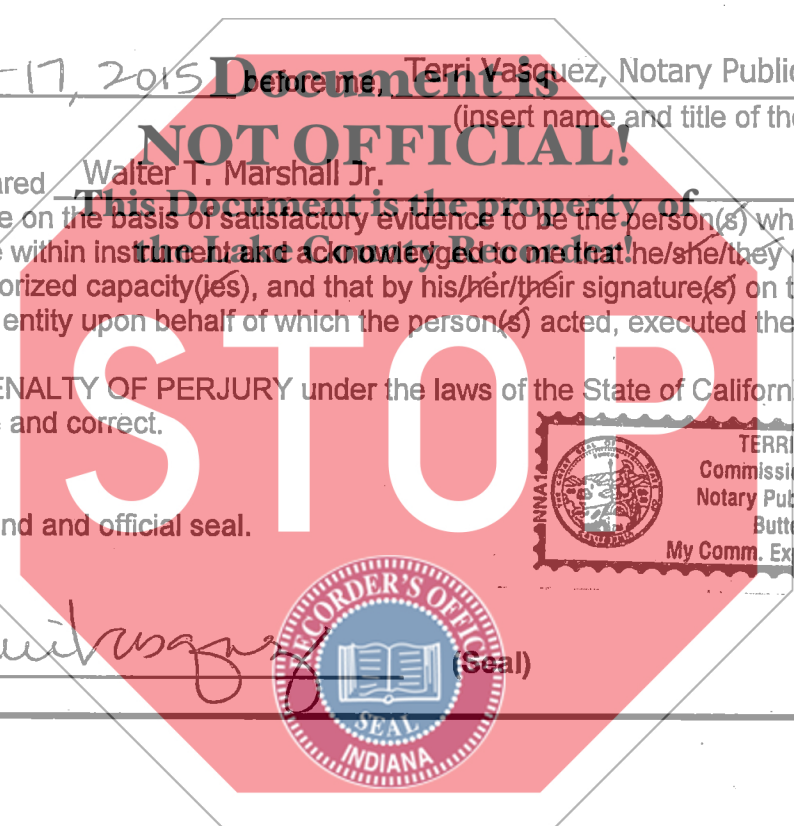 -17, 2015 before me, Terri Vasquez, Notary Public
Document is
(insert name and title of the
NOT OFFICIAL!
ared Walter T. Marshall Jr.
This Document is the property of
e on the basis of satisfactory evidence to be the person(s) wh
the Lake County Recorder!
e within instrument and acknowledged to me that he/she/they
orized capacity(ies), and that by his/her/their signature(s) on t
entity upon behalf of which the person(s) acted, executed the
STOP
ENALTY OF PERJURY under the laws of the State of Californ
e and correct.
NNA1
TERRI
Commissi
Notary Pub
Butte
My Comm. Exp
nd and official seal.
RECORDER'S OFFICE
(Seal)
SEAL
INDIANA